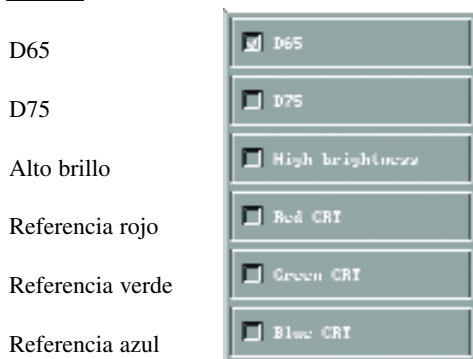 D65 D65
D75 D75
Alto brillo High brightness
Referencia rojo Red CRT
Referencia verde Green CRT
Referencia azul Blue CRT